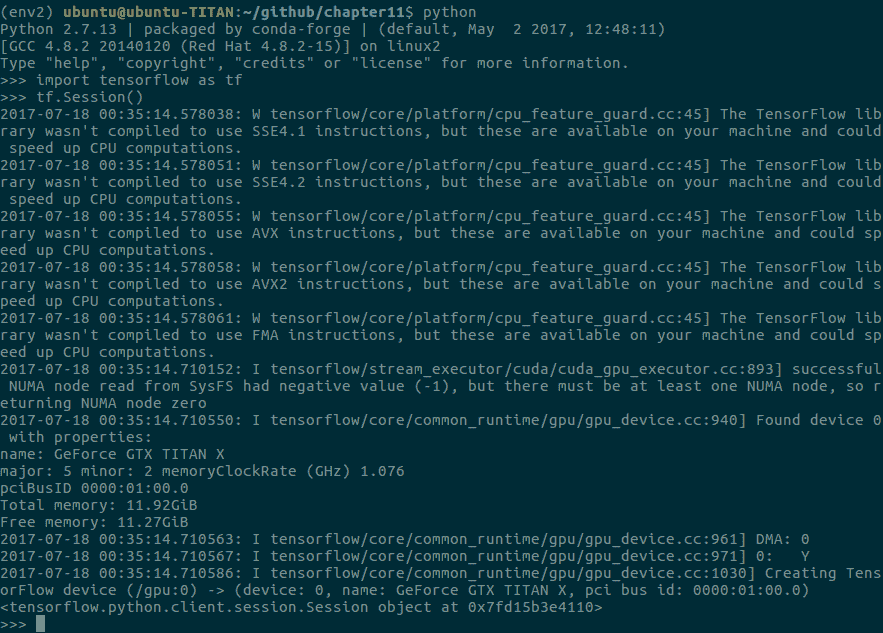 (env2) ubuntu@ubuntu-TITAN:~/github/chapter11$ python
Python 2.7.13 | packaged by conda-forge | (default, May  2 2017, 12:48:11)
[GCC 4.8.2 20140120 (Red Hat 4.8.2-15)] on linux2
Type "help", "copyright", "credits" or "license" for more information.
>>> import tensorflow as tf
>>> tf.Session()
2017-07-18 00:35:14.578038: W tensorflow/core/platform/cpu_feature_guard.cc:45] The TensorFlow lib
rary wasn't compiled to use SSE4.1 instructions, but these are available on your machine and could
 speed up CPU computations.
2017-07-18 00:35:14.578051: W tensorflow/core/platform/cpu_feature_guard.cc:45] The TensorFlow lib
rary wasn't compiled to use SSE4.2 instructions, but these are available on your machine and could
 speed up CPU computations.
2017-07-18 00:35:14.578055: W tensorflow/core/platform/cpu_feature_guard.cc:45] The TensorFlow lib
rary wasn't compiled to use AVX instructions, but these are available on your machine and could sp
eed up CPU computations.
2017-07-18 00:35:14.578058: W tensorflow/core/platform/cpu_feature_guard.cc:45] The TensorFlow lib
rary wasn't compiled to use AVX2 instructions, but these are available on your machine and could s
peed up CPU computations.
2017-07-18 00:35:14.578061: W tensorflow/core/platform/cpu_feature_guard.cc:45] The TensorFlow lib
rary wasn't compiled to use FMA instructions, but these are available on your machine and could sp
eed up CPU computations.
2017-07-18 00:35:14.710152: I tensorflow/stream_executor/cuda/cuda_gpu_executor.cc:893] successful
 NUMA node read from SysFS had negative value (-1), but there must be at least one NUMA node, so r
eturning NUMA node zero
2017-07-18 00:35:14.710550: I tensorflow/core/common_runtime/gpu/gpu_device.cc:940] Found device 0
 with properties:
name: GeForce GTX TITAN X
major: 5 minor: 2 memoryClockRate (GHz) 1.076
pciBusID 0000:01:00.0
Total memory: 11.92GiB
Free memory: 11.27GiB
2017-07-18 00:35:14.710563: I tensorflow/core/common_runtime/gpu/gpu_device.cc:961] DMA: 0
2017-07-18 00:35:14.710567: I tensorflow/core/common_runtime/gpu/gpu_device.cc:971] 0:   Y
2017-07-18 00:35:14.710586: I tensorflow/core/common_runtime/gpu/gpu_device.cc:1030] Creating Tens
orFlow device (/gpu:0) -> (device: 0, name: GeForce GTX TITAN X, pci bus id: 0000:01:00.0)
<tensorflow.python.client.session.Session object at 0x7fd15b3e4110>
>>>